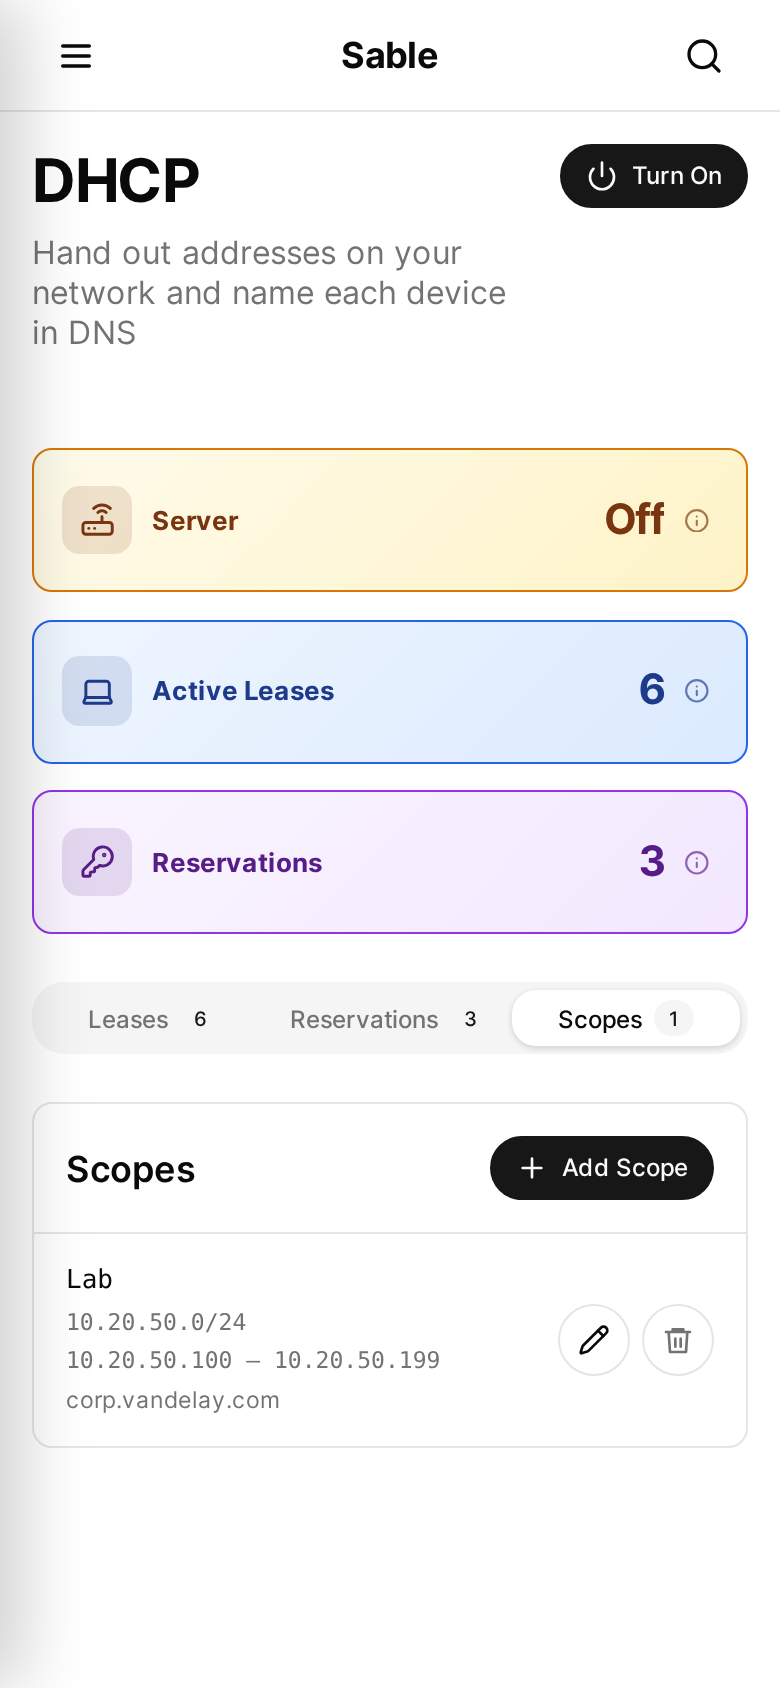 Sable
DHCP
Turn On
Hand out addresses on your
network and name each device
in DNS
Server
Off
Active Leases
6
Reservations
3
Leases 6
Reservations 3
Scopes 1
Scopes
Add Scope
Lab
10.20.50.0/24
10.20.50.100 – 10.20.50.199
corp.vandelay.com